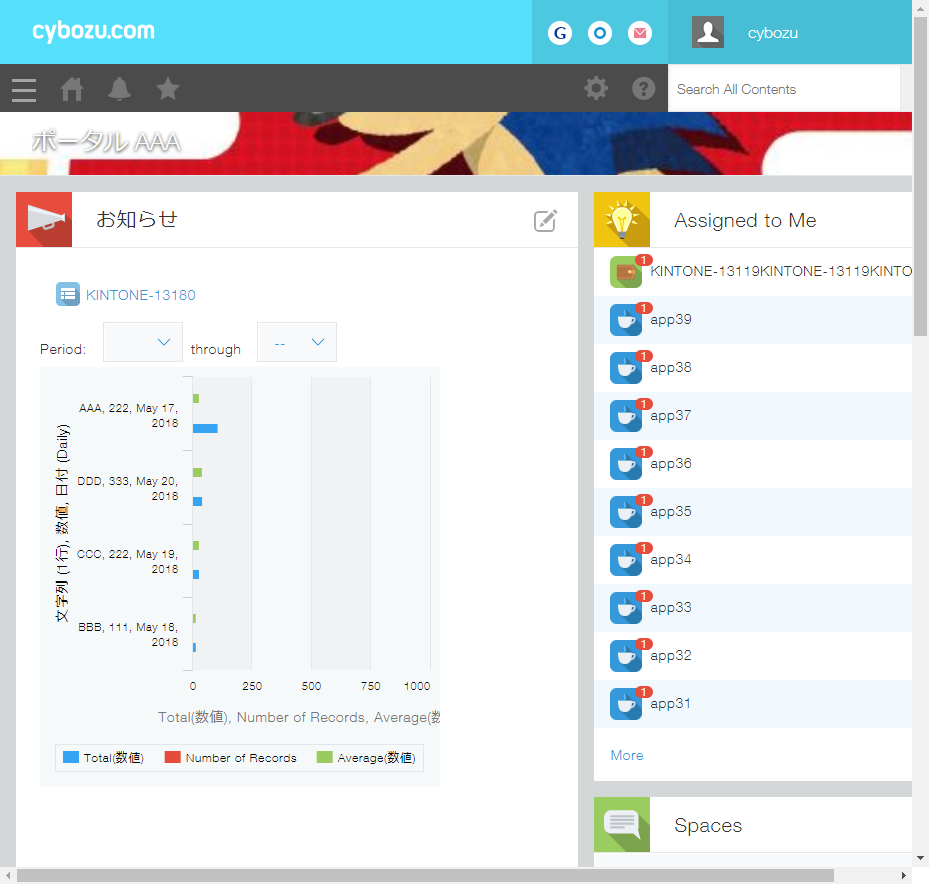 cybozu.com
G
cybozu
Search All Contents
ポータル AAA
お知らせ
KINTONE-13180
Period:
through
--
文字列 (1行), 数値, 日付 (Daily)
AAA, 222, May 17,
2018
DDD, 333, May 20,
2018
CCC, 222, May 19,
2018
BBB, 111, May 18,
2018
0 250 500 750 1000
Total(数値), Number of Records, Average(数
Total(数値) Number of Records Average(数値)
Assigned to Me
1
KINTONE-13119KINTONE-13119KINTO
1
app39
1
app38
1
app37
1
app36
1
app35
1
app34
1
app33
1
app32
1
app31
More
Spaces